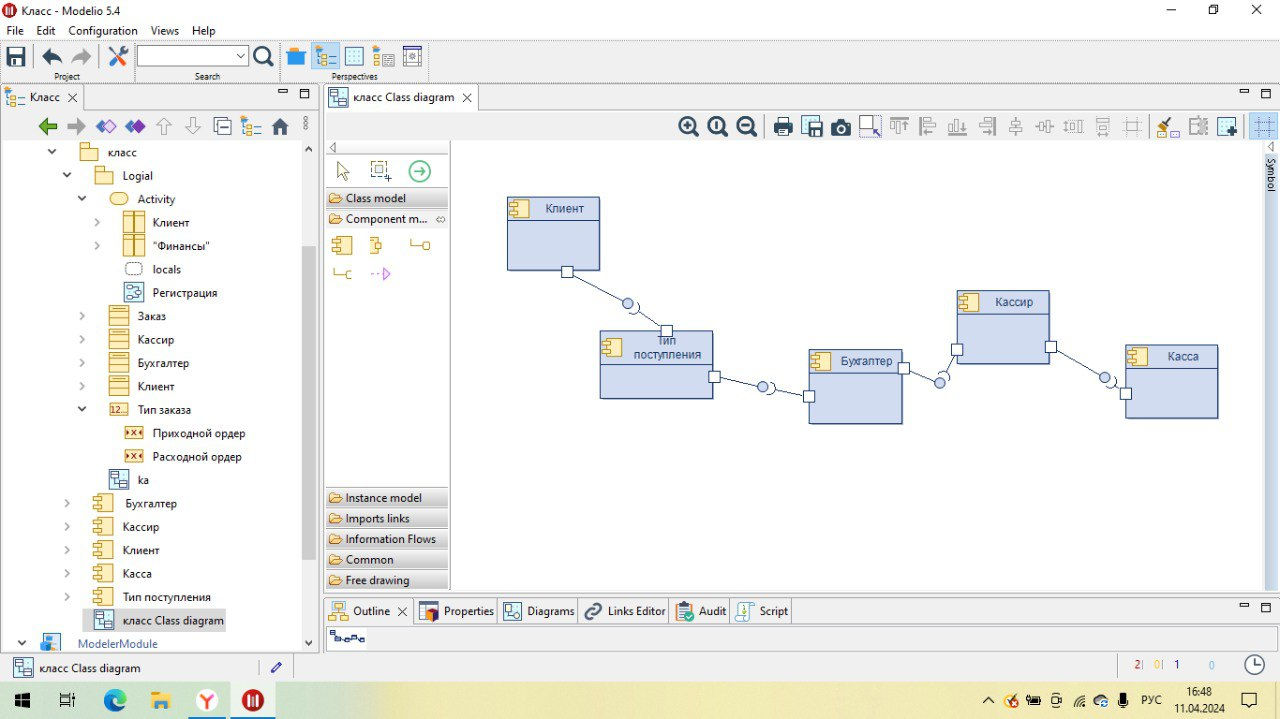 Класс - Modelio 5.4
File Edit Configuration Views Help
Project
Search
Perspectives
Класс
класс
Logial
Activity
Клиент
"Финансы"
locals
Регистрация
Заказ
Кассир
Бухгалтер
Клиент
12...
Тип заказа
Приходной ордер
Расходной ордер
ka
Бухгалтер
Кассир
Клиент
Касса
Тип поступления
класс Class diagram
ModelerModule
класс Class diagram
Class model
Component m...
Instance model
Imports links
Information Flows
Common
Free drawing
Клиент
Тип
поступления
Бухгалтер
Кассир
Касса
Symbol
Outline Properties Diagrams Links Editor Audit Script
класс Class diagram
2| 0| 1 0
РУС
16:48
11.04.2024